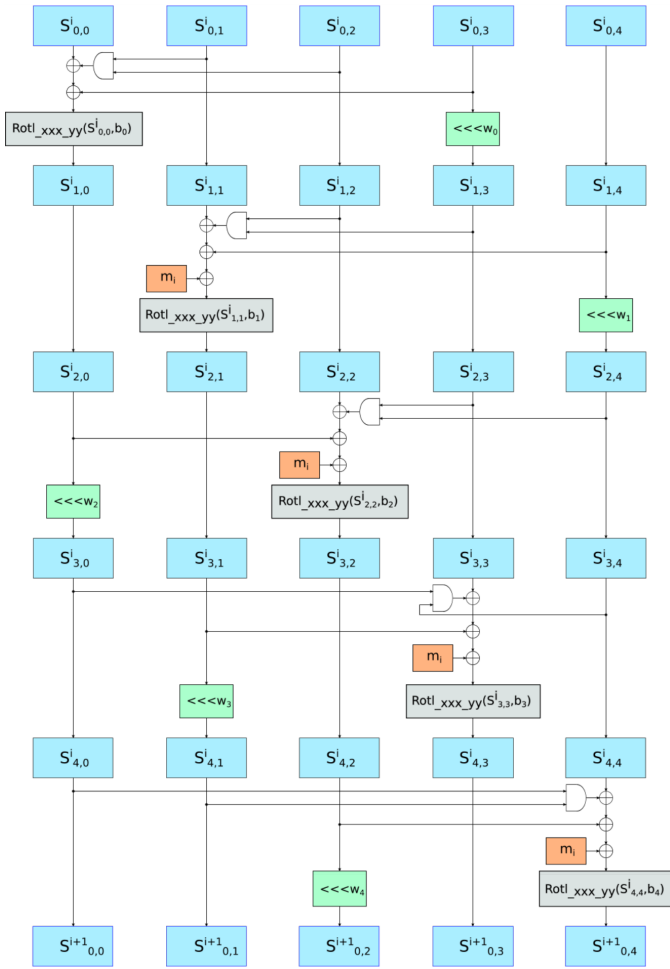 S^i_{0,0} S^i_{0,1} S^i_{0,2} S^i_{0,3} S^i_{0,4}
Rotl_xxx_yy(S^i_{0,0},b_0) <<<w_0
S^i_{1,0} S^i_{1,1} S^i_{1,2} S^i_{1,3} S^i_{1,4}
m_i
Rotl_xxx_yy(S^i_{1,1},b_1) <<<w_1
S^i_{2,0} S^i_{2,1} S^i_{2,2} S^i_{2,3} S^i_{2,4}
m_i
<<<w_2 Rotl_xxx_yy(S^i_{2,2},b_2)
S^i_{3,0} S^i_{3,1} S^i_{3,2} S^i_{3,3} S^i_{3,4}
m_i
<<<w_3 Rotl_xxx_yy(S^i_{3,3},b_3)
S^i_{4,0} S^i_{4,1} S^i_{4,2} S^i_{4,3} S^i_{4,4}
m_i
<<<w_4 Rotl_xxx_yy(S^i_{4,4},b_4)
S^{i+1}_{0,0} S^{i+1}_{0,1} S^{i+1}_{0,2} S^{i+1}_{0,3} S^{i+1}_{0,4}